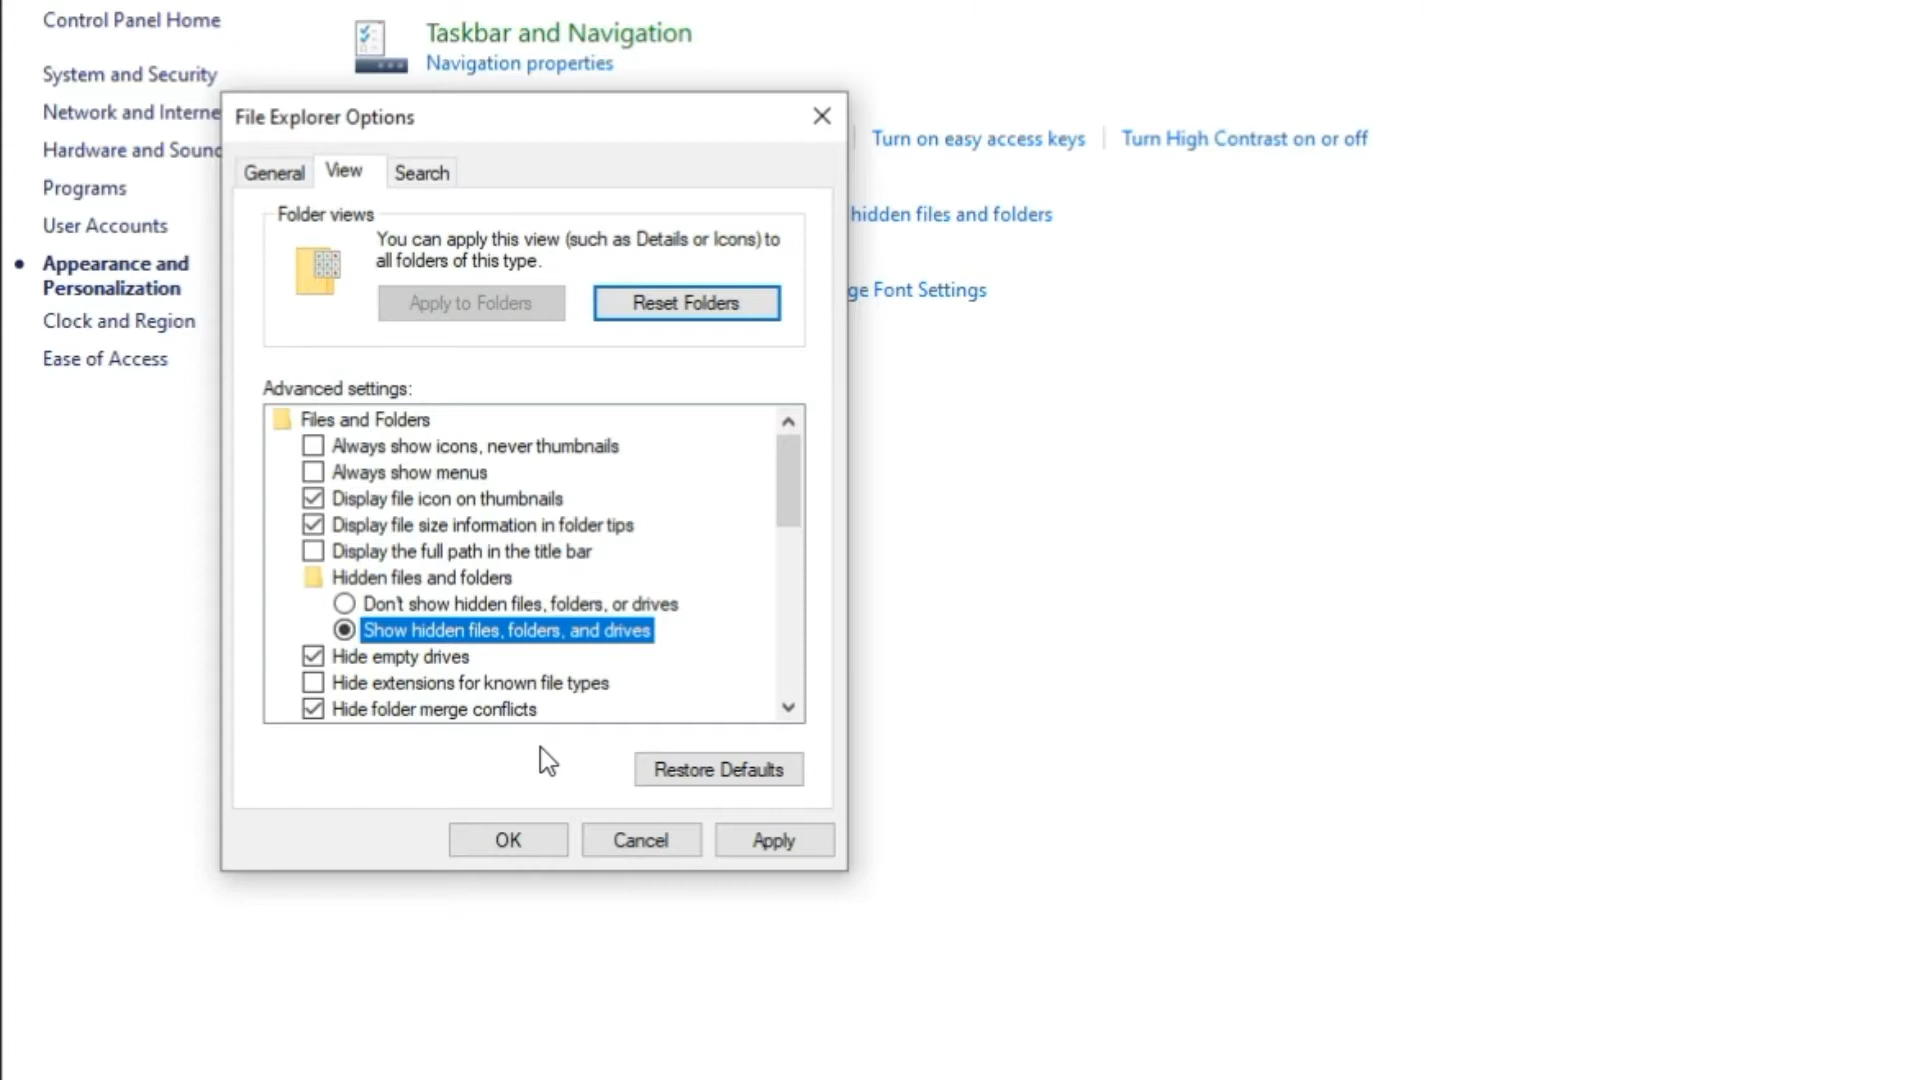 Control Panel Home
System and Security
Network and Interne
Hardware and Sound
Programs
User Accounts
Appearance and
Personalization
Clock and Region
Ease of Access
Taskbar and Navigation
Navigation properties
Turn on easy access keys
Turn High Contrast on or off
hidden files and folders
ge Font Settings
File Explorer Options
General
View
Search
Folder views
You can apply this view (such as Details or Icons) to
all folders of this type.
Apply to Folders
Reset Folders
Advanced settings:
Files and Folders
Always show icons, never thumbnails
Always show menus
Display file icon on thumbnails
Display file size information in folder tips
Display the full path in the title bar
Hidden files and folders
Don't show hidden files, folders, or drives
Show hidden files, folders, and drives
Hide empty drives
Hide extensions for known file types
Hide folder merge conflicts
Restore Defaults
OK
Cancel
Apply